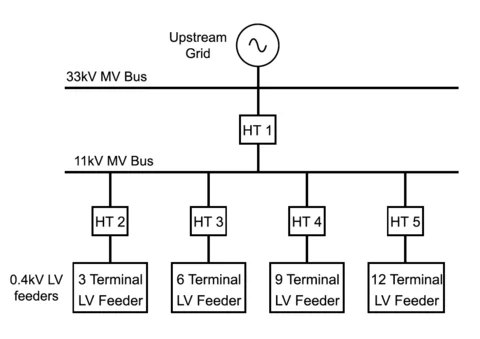 Upstream
Grid
33kV MV Bus
HT 1
11kV MV Bus
HT 2
HT 3
HT 4
HT 5
0.4kV LV
feeders
3 Terminal
LV Feeder
6 Terminal
LV Feeder
9 Terminal
LV Feeder
12 Terminal
LV Feeder